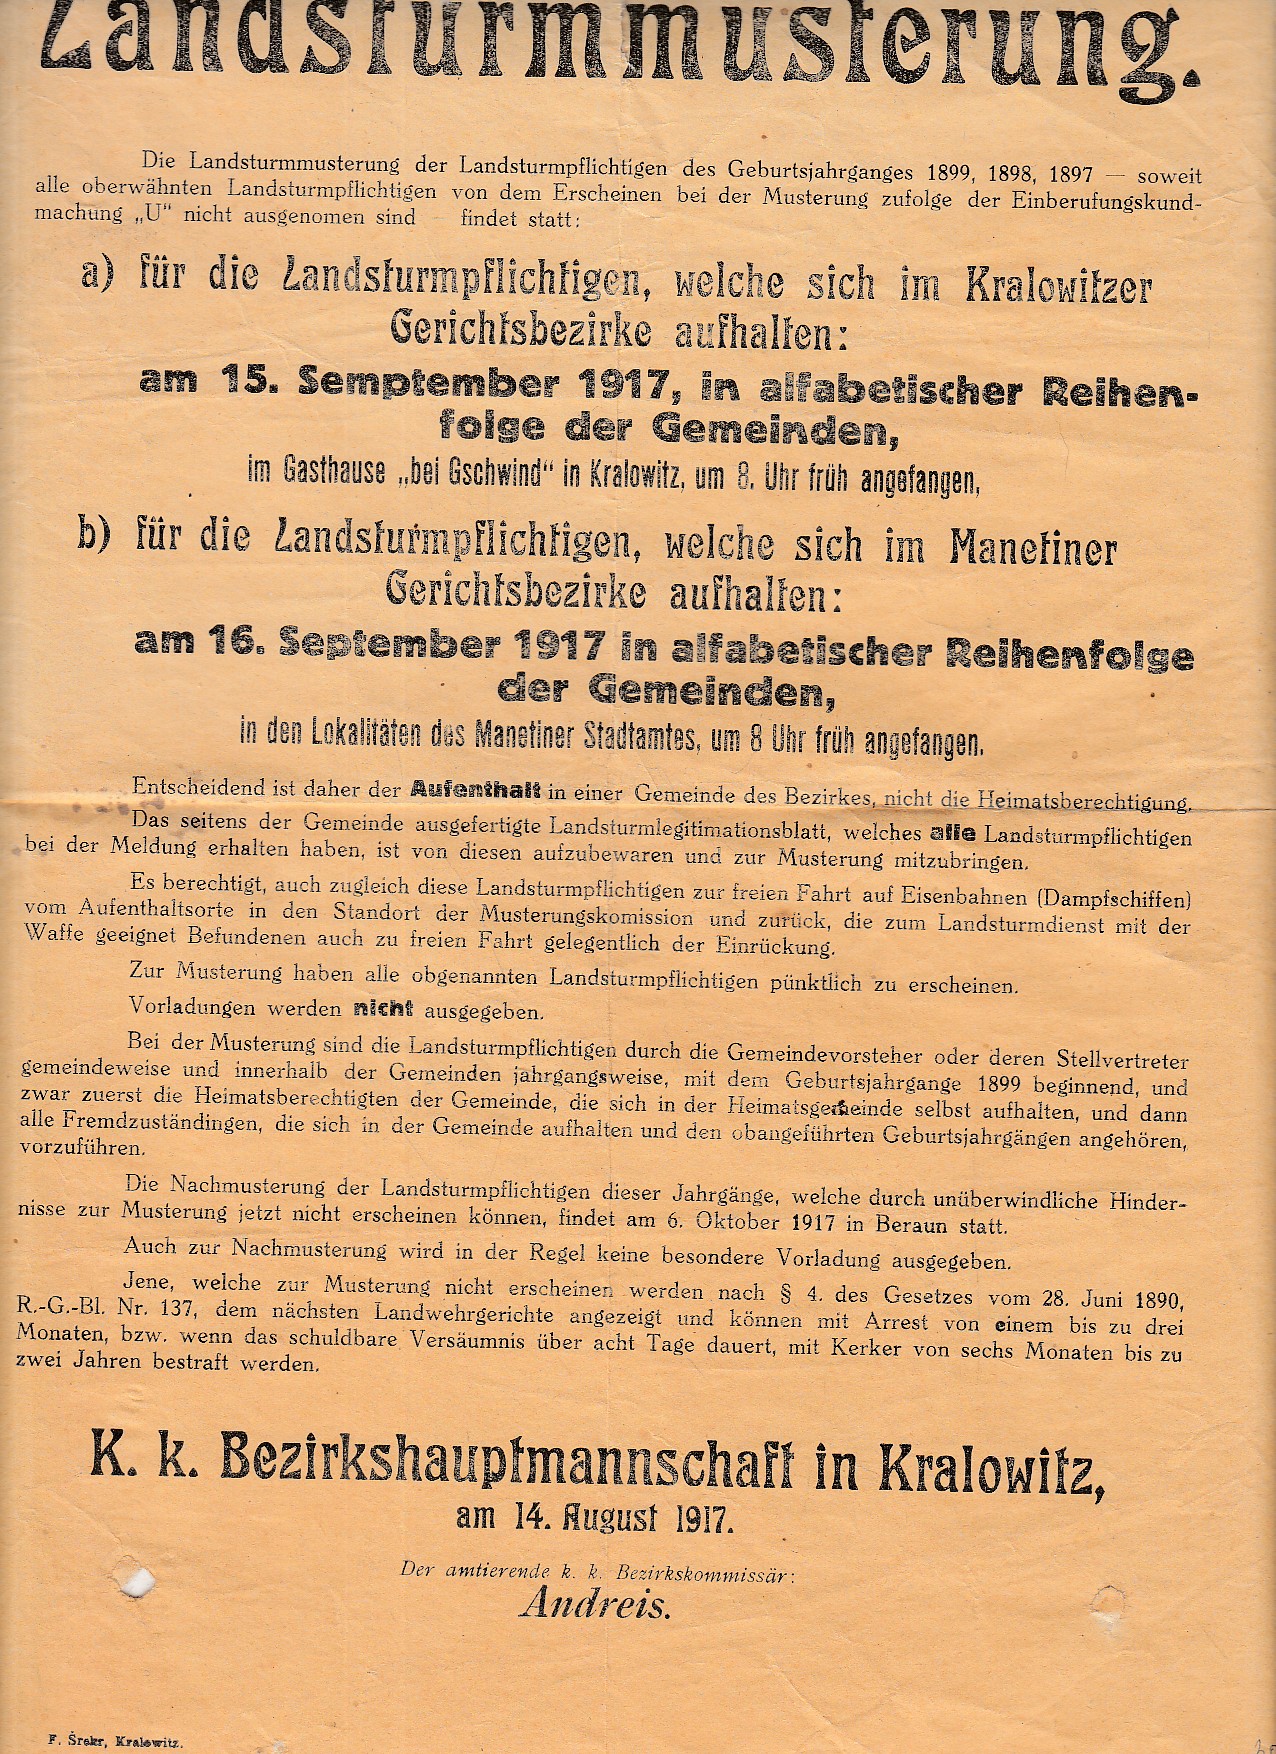 Landsturmmusterung.
Die Landsturmmusterung der Landsturmpflichtigen des Geburtsjahrganges 1899, 1898, 1897 — soweit
alle oberwähnten Landsturmpflichtigen von dem Erscheinen bei der Musterung zufolge der Einberufungskund-
machung „U“ nicht ausgenomen sind — findet statt:
a) für die Landsturmpflichtigen, welche sich im Kralowitzer
Gerichtsbezirke aufhalten:
am 15. Semptember 1917, in alfabetischer Reihen-
folge der Gemeinden,
im Gasthause „bei Gschwind“ in Kralowitz, um 8. Uhr früh angefangen,
b) für die Landsturmpflichtigen, welche sich im Manetiner
Gerichtsbezirke aufhalten:
am 16. September 1917 in alfabetischer Reihenfolge
der Gemeinden,
in den Lokalitäten des Manetiner Stadtamtes, um 8 Uhr früh angefangen.
Entscheidend ist daher der Aufenthalt in einer Gemeinde des Bezirkes, nicht die Heimatsberechtigung.
Das seitens der Gemeinde ausgefertigte Landsturmlegitimationsblatt, welches alle Landsturmpflichtigen
bei der Meldung erhalten haben, ist von diesen aufzubewaren und zur Musterung mitzubringen.
Es berechtigt, auch zugleich diese Landsturmpflichtigen zur freien Fahrt auf Eisenbahnen (Dampfschiffen)
vom Aufenthaltsorte in den Standort der Musterungskomission und zurück, die zum Landsturmdienst mit der
Waffe geeignet Befundenen auch zu freien Fahrt gelegentlich der Einrückung.
Zur Musterung haben alle obgenannten Landsturmpflichtigen pünktlich zu erscheinen.
Vorladungen werden nicht ausgegeben.
Bei der Musterung sind die Landsturmpflichtigen durch die Gemeindevorsteher oder deren Stellvertreter
gemeindeweise und innerhalb der Gemeinden jahrgangsweise, mit dem Geburtsjahrgange 1899 beginnend, und
zwar zuerst die Heimatsberechtigten der Gemeinde, die sich in der Heimatsgemeinde selbst aufhalten, und dann
alle Fremdzuständingen, die sich in der Gemeinde aufhalten und den obangeführten Geburtsjahrgängen angehören,
vorzuführen.
Die Nachmusterung der Landsturmpflichtigen dieser Jahrgänge, welche durch unüberwindliche Hinder-
nisse zur Musterung jetzt nicht erscheinen können, findet am 6. Oktober 1917 in Beraun statt.
Auch zur Nachmusterung wird in der Regel keine besondere Vorladung ausgegeben.
Jene, welche zur Musterung nicht erscheinen werden nach § 4. des Gesetzes vom 28. Juni 1890,
R.-G.-Bl. Nr. 137, dem nächsten Landwehrgerichte angezeigt und können mit Arrest von einem bis zu drei
Monaten, bzw. wenn das schuldbare Versäumnis über acht Tage dauert, mit Kerker von sechs Monaten bis zu
zwei Jahren bestraft werden.
K. k. Bezirkshauptmannschaft in Kralowitz,
am 14. August 1917.
Der amtierende k. k. Bezirkskommissär:
Andreis.
F. Šrekr, Kralowitz.